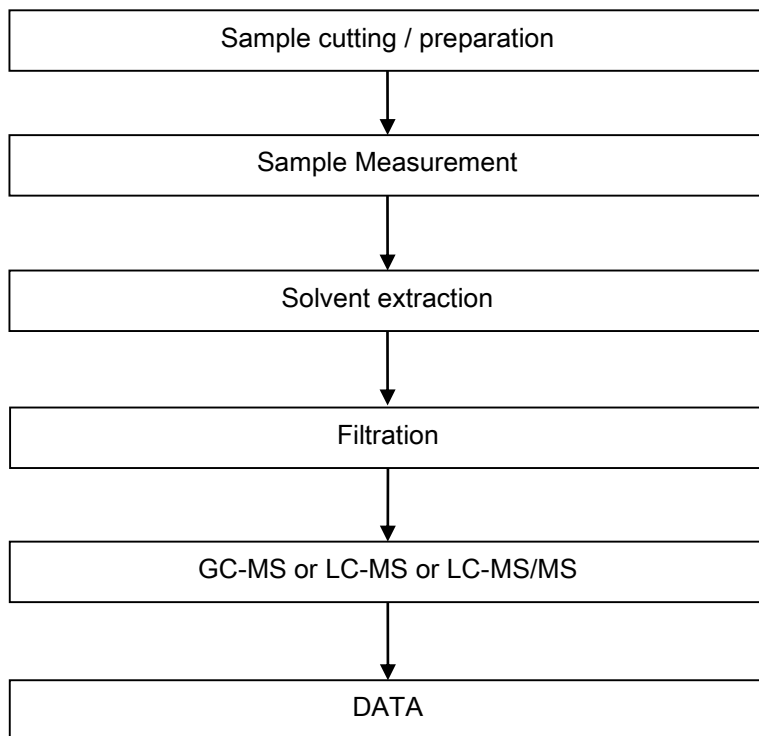 Sample cutting / preparation
Sample Measurement
Solvent extraction
Filtration
GC-MS or LC-MS or LC-MS/MS
DATA